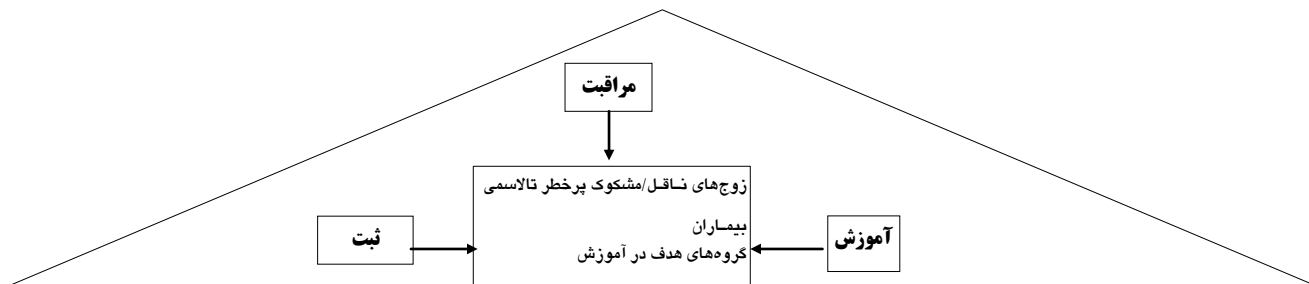 مراقبت
زوج‌های ناقل/مشکوک پرخطر تالاسمی
بیماران
گروه‌های هدف در آموزش
آموزش
ثبت